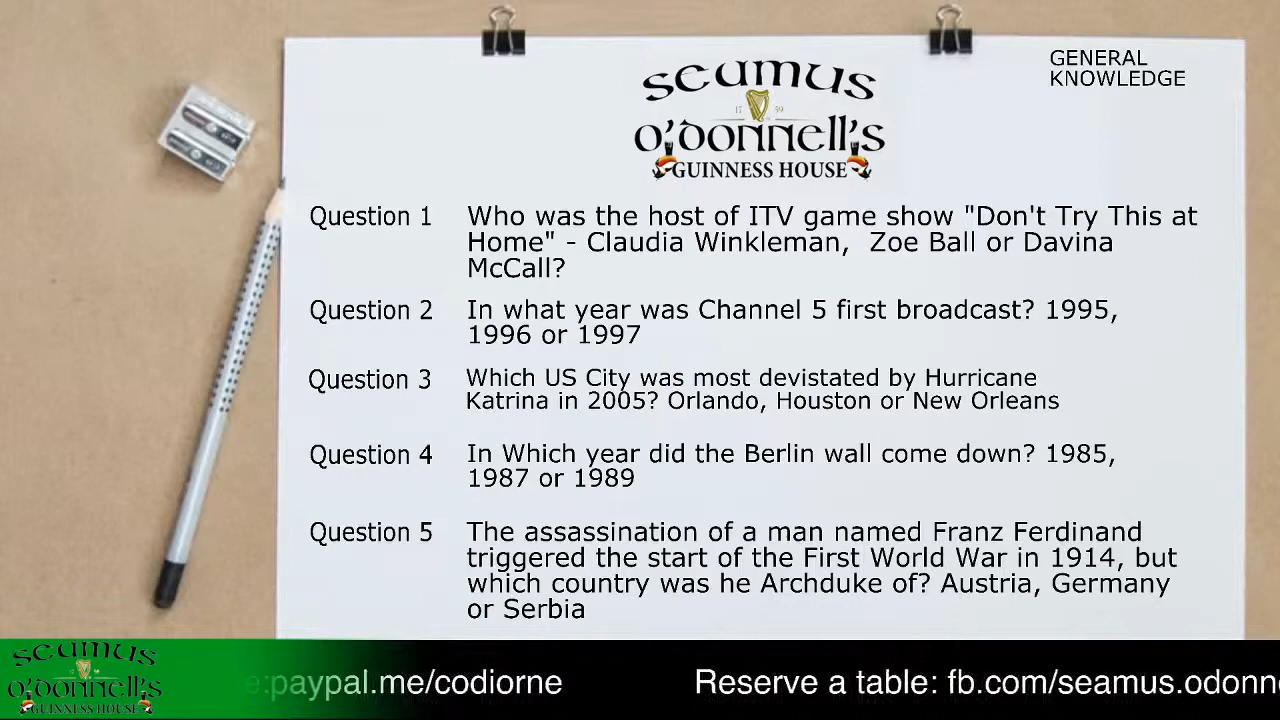 GENERAL
KNOWLEDGE
seamus
17 59
o'donnell's
GUINNESS HOUSE
Question 1 Who was the host of ITV game show "Don't Try This at
Home" - Claudia Winkleman, Zoe Ball or Davina
McCall?
Question 2 In what year was Channel 5 first broadcast? 1995,
1996 or 1997
Question 3 Which US City was most devistated by Hurricane
Katrina in 2005? Orlando, Houston or New Orleans
Question 4 In Which year did the Berlin wall come down? 1985,
1987 or 1989
Question 5 The assassination of a man named Franz Ferdinand
triggered the start of the First World War in 1914, but
which country was he Archduke of? Austria, Germany
or Serbia
seamus
o'donnell's
GUINNESS HOUSE
e:paypal.me/codiorne Reserve a table: fb.com/seamus.odonne